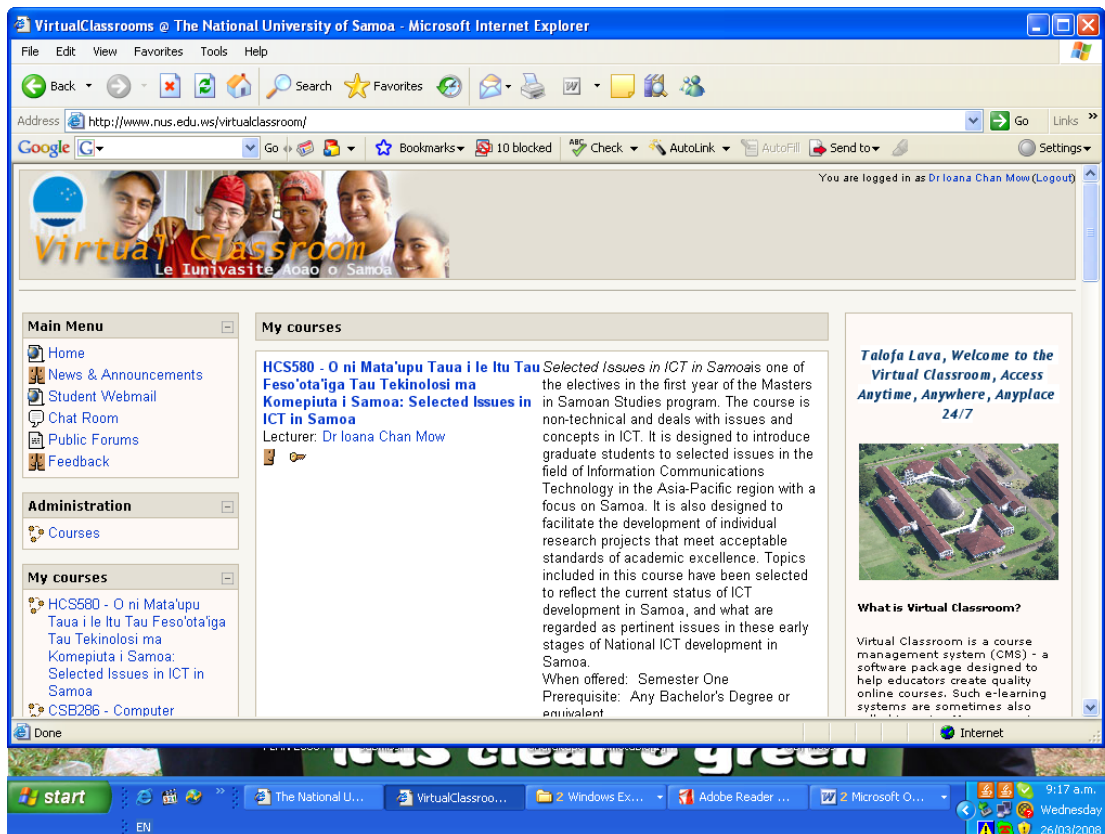 VirtualClassrooms @ The National University of Samoa - Microsoft Internet Explorer
File Edit View Favorites Tools Help
Back Search Favorites
Address http://www.nus.edu.ws/virtualclassroom/ Go Links
Google G Go Bookmarks 10 blocked Check AutoLink AutoFill Send to Settings
You are logged in as Dr Ioana Chan Mow (Logout)
Virtual Classroom
Le Iunivasite Aoao o Samoa
Main Menu
Home
News & Announcements
Student Webmail
Chat Room
Public Forums
Feedback
Administration
Courses
My courses
HCS580 - O ni Mata'upu
Taua i le Itu Tau Feso'ota'iga
Tau Tekinolosi ma
Komepiuta i Samoa:
Selected Issues in ICT in
Samoa
CSB286 - Computer
My courses
HCS580 - O ni Mata'upu Taua i le Itu Tau
Feso'ota'iga Tau Tekinolosi ma
Komepiuta i Samoa: Selected Issues in
ICT in Samoa
Lecturer: Dr Ioana Chan Mow
Selected Issues in ICT in Samoais one of
the electives in the first year of the Masters
in Samoan Studies program. The course is
non-technical and deals with issues and
concepts in ICT. It is designed to introduce
graduate students to selected issues in the
field of Information Communications
Technology in the Asia-Pacific region with a
focus on Samoa. It is also designed to
facilitate the development of individual
research projects that meet acceptable
standards of academic excellence. Topics
included in this course have been selected
to reflect the current status of ICT
development in Samoa, and what are
regarded as pertinent issues in these early
stages of National ICT development in
Samoa.
When offered: Semester One
Prerequisite: Any Bachelor's Degree or
equivalent
Talofa Lava, Welcome to the
Virtual Classroom, Access
Anytime, Anywhere, Anyplace
24/7
What is Virtual Classroom?
Virtual Classroom is a course
management system (CMS) - a
software package designed to
help educators create quality
online courses. Such e-learning
systems are sometimes also
Done Internet
NUS clean & green
start The National U... VirtualClassroo... 2 Windows Ex... Adobe Reader ... 2 Microsoft O... 9:17 a.m.
Wednesday
EN 26/03/2008